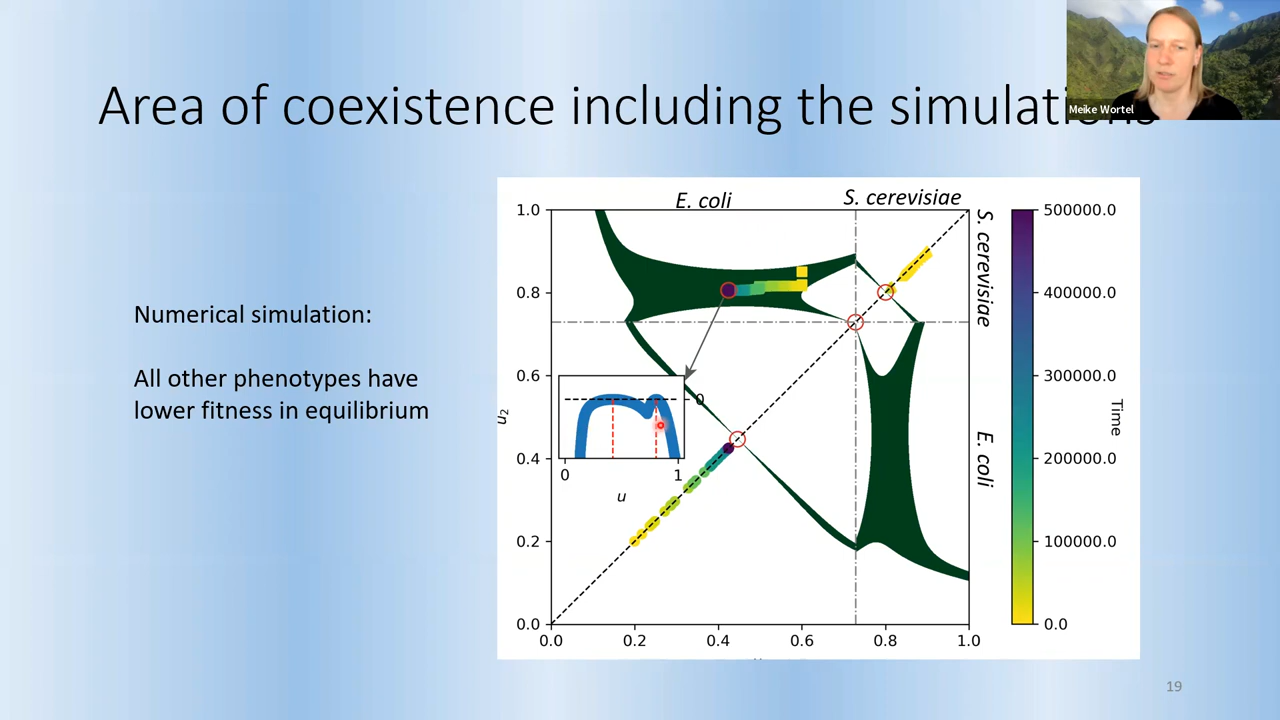 Area of coexistence including the simulations
Meike Wortel
Numerical simulation:
All other phenotypes have
lower fitness in equilibrium
E. coli
S. cerevisiae
S. cerevisiae
E. coli
1.0
0.8
0.6
0.4
0.2
0.0
u₂
0.0
0.2
0.4
0.6
0.8
1.0
0
0
1
u
500000.0
400000.0
300000.0
200000.0
100000.0
0.0
Time
19